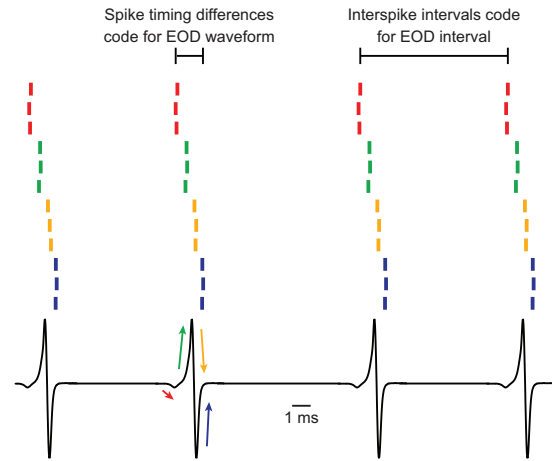 Spike timing differences
code for EOD waveform
Interspike intervals code
for EOD interval
1 ms